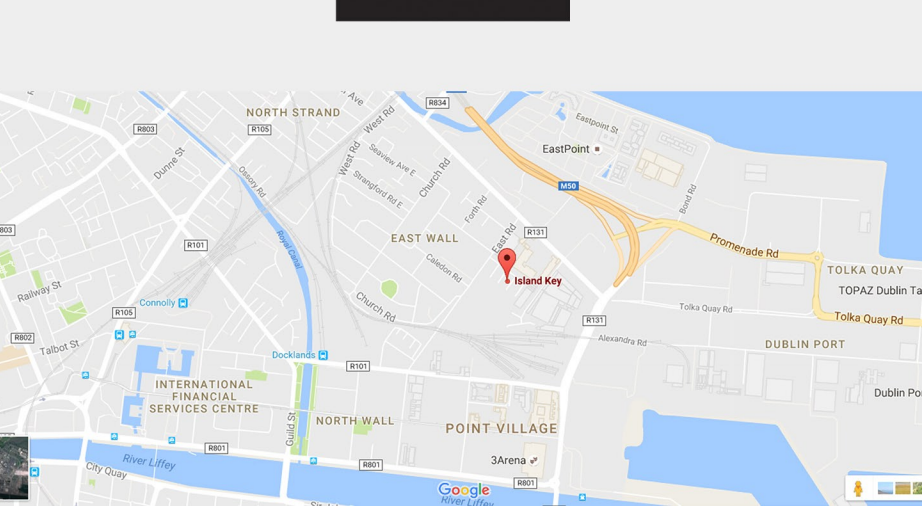 R834
Ave
West Rd
NORTH STRAND
R803
R105
Eastpoint St
EastPoint
Dunne St
Seaview Ave E
West Rd
Church Rd
Strangford Rd E
Ossory Rd
M50
Bond Rd
Forth Rd
803
R101
EAST WALL
East Rd
R131
Promenade Rd
Royal Canal
Caledon Rd
Island Key
TOLKA QUAY
TOPAZ Dublin Ta
Railway St
Connolly
R105
Church Rd
R131
Tolka Quay Rd
Tolka Quay Rd
R802
Talbot St
Alexandra Rd
DUBLIN PORT
Docklands
R101
INTERNATIONAL
FINANCIAL
SERVICES CENTRE
Dublin Po
Guild St
NORTH WALL
POINT VILLAGE
R801
3Arena
River Liffey
City Quay
R801
R801
Google
River Liffey